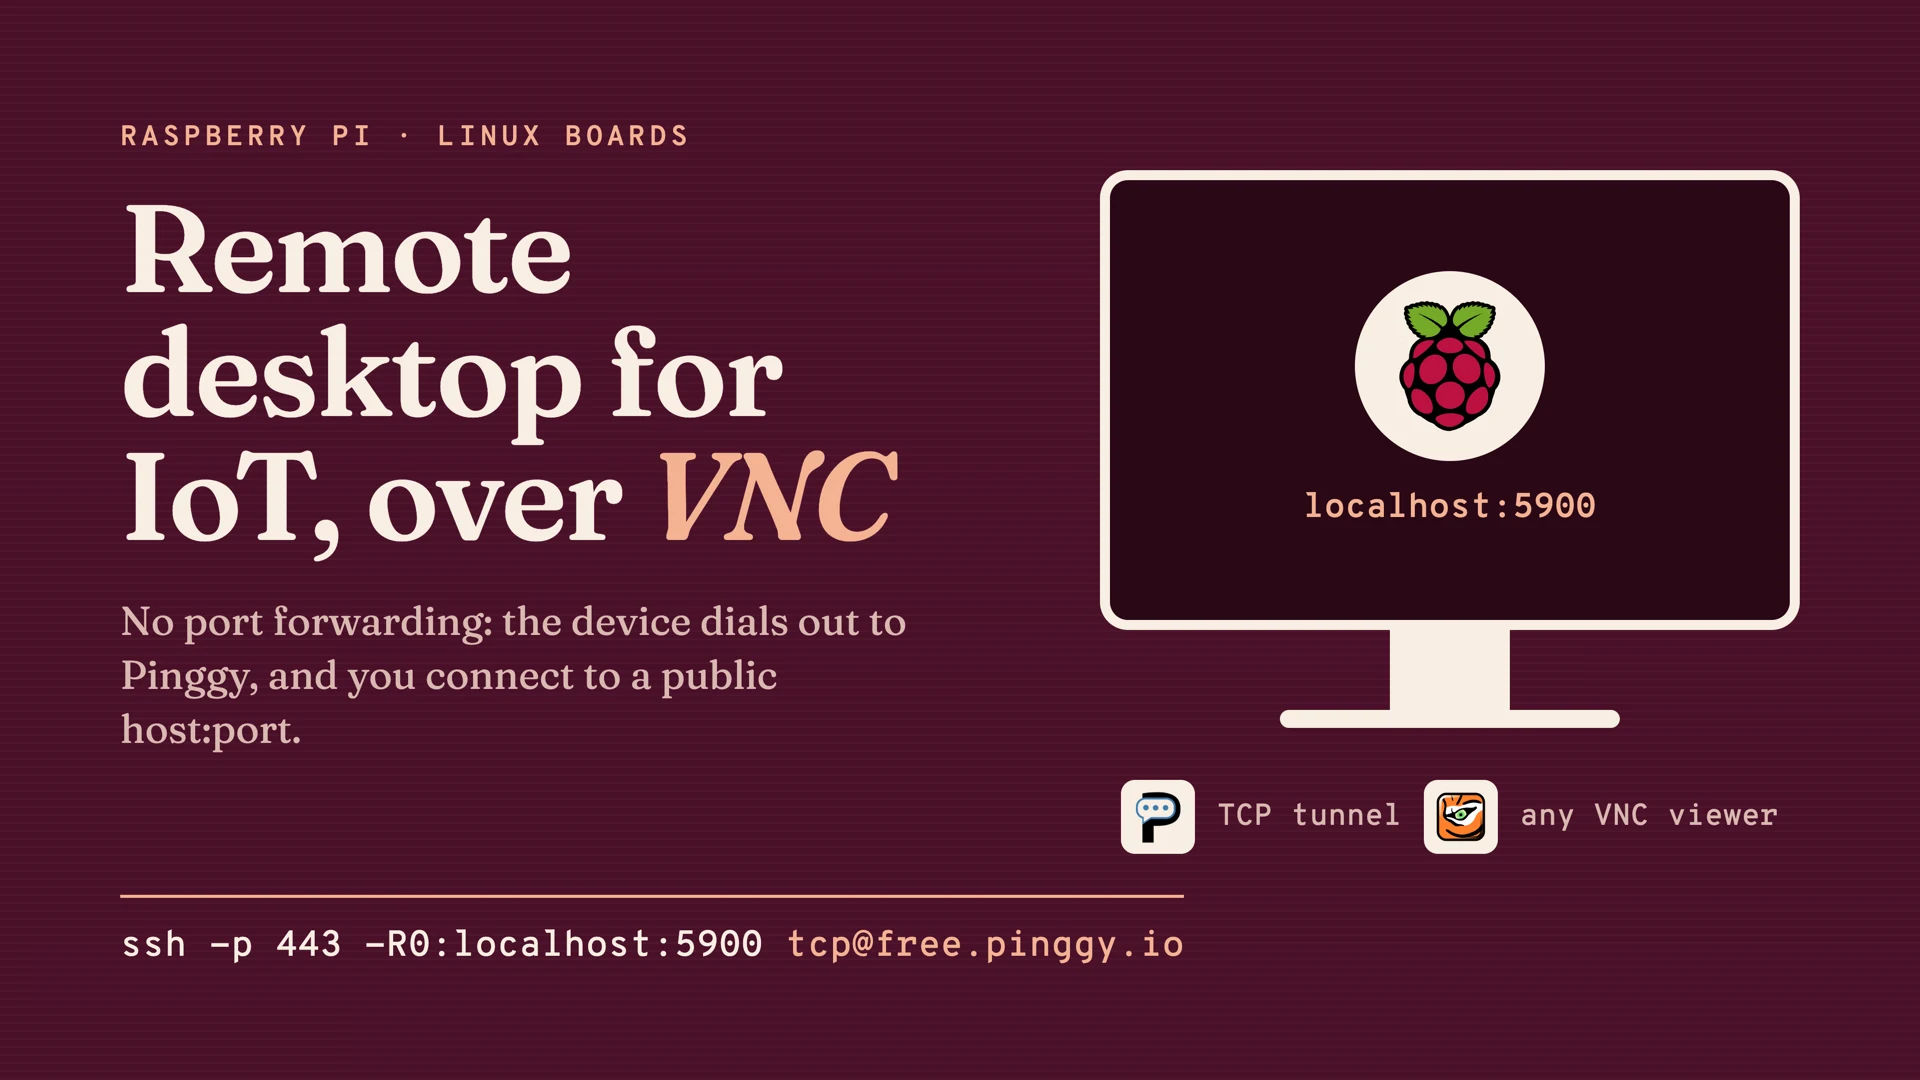 RASPBERRY PI · LINUX BOARDS
Remote
desktop for
IoT, over VNC
No port forwarding: the device dials out to
Pinggy, and you connect to a public
host:port.
localhost:5900
TCP tunnel
any VNC viewer
ssh -p 443 -R0:localhost:5900 tcp@free.pinggy.io